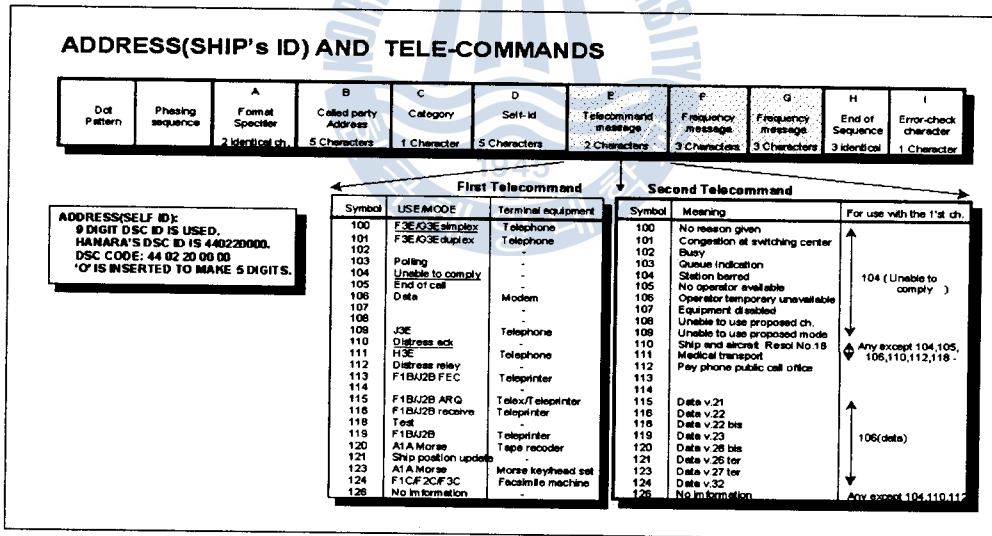 ADDRESS(SHIP's ID) AND TELE-COMMANDS
Dot Pattern
Phasing sequence
A Format Specifier 2 identical ch.
B Called party Address 5 Characters
C Category 1 Character
D Self-Id 5 Characters
E Telecommand message 2 Characters
F Frequency message 3 Characters
G Frequency message 3 Characters
H End of Sequence 3 identical
I Error-check character 1 Character
1945
ADDRESS(SELF ID):
9 DIGIT DSC ID IS USED.
HANARA'S DSC ID IS 440220000.
DSC CODE: 44 02 20 00 00
'O' IS INSERTED TO MAKE 5 DIGITS.
First Telecommand
Symbol USE/MODE Terminal equipment
100 F3E/G3E simplex Telephone
101 F3E/G3E duplex Telephone
102 -
103 Polling -
104 Unable to comply -
105 End of call -
106 Data Modem
107 -
108 -
109 J3E Telephone
110 Distress ack -
111 H3E Telephone
112 Distress relay -
113 F1B/J2B FEC Teleprinter
114 -
115 F1B/J2B ARQ Telex/Teleprinter
116 F1B/J2B receive Teleprinter
118 Test -
119 F1B/J2B Teleprinter
120 A1A Morse Tape recoder
121 Ship position update -
123 A1A Morse Morse key/head set
124 F1C/F2C/F3C Facsimile machine
126 No imformation -
Second Telecommand
Symbol Meaning For use with the 1'st ch.
100 No reason given
101 Congestion at switching center
102 Busy
103 Queue indication
104 Station barred
105 No operator available
106 Operator temporary unavailable
107 Equipment disabled
108 Unable to use proposed ch.
109 Unable to use proposed mode
104 (Unable to comply )
110 Ship and aircraft Resol No.18
111 Medical transport
Any except 104,105, 106,110,112,118 -
112 Pay phone public call office
113
114
115 Data v.21
116 Data v.22
118 Data v.22 bis
119 Data v.23
120 Data v.26 bis
121 Data v.26 ter
123 Data v.27 ter
124 Data v.32
106(data)
126 No imformation Any except 104,110,112